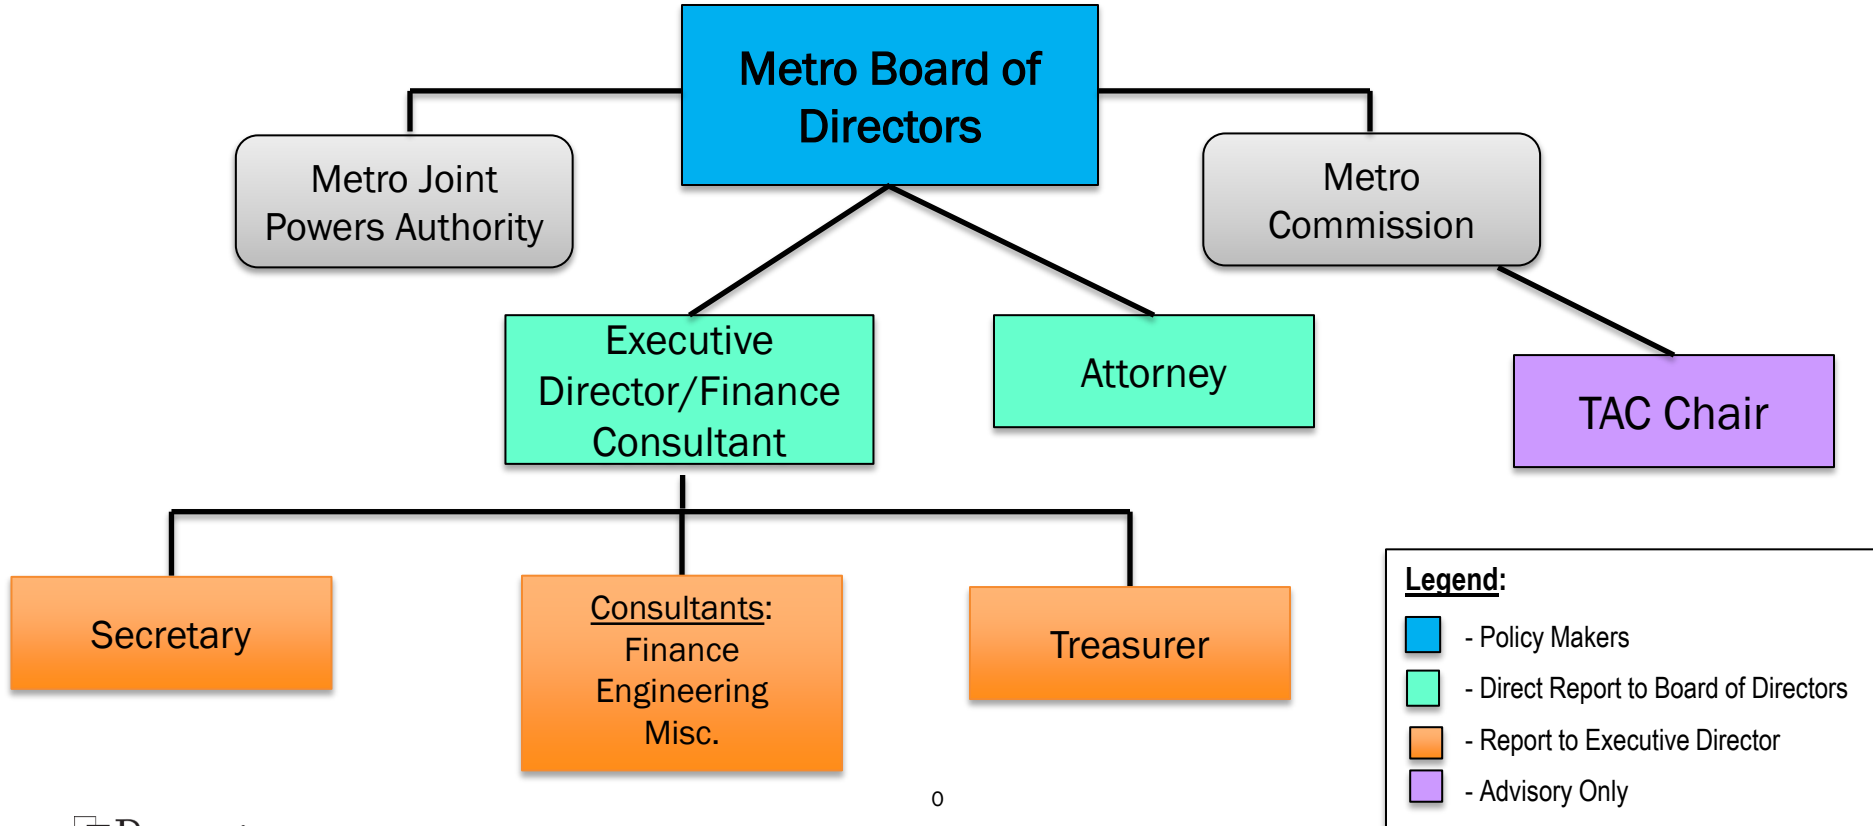 Metro Board of
Directors
Metro Joint
Powers Authority
Metro
Commission
Executive
Director/Finance
Consultant
Attorney
TAC Chair
Secretary
Consultants:
Finance
Engineering
Misc.
Treasurer
Legend:
- Policy Makers
- Direct Report to Board of Directors
- Report to Executive Director
- Advisory Only
0